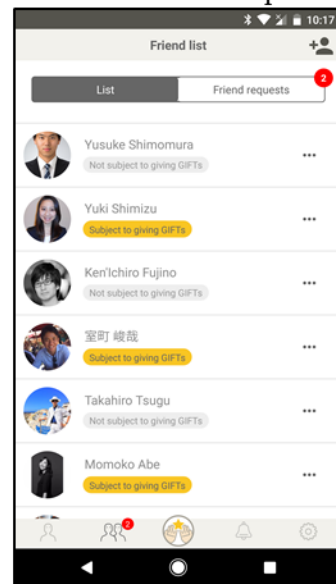 10:17
Friend list
2
List Friend requests
Yusuke Shimomura
Not subject to giving GIFTs
Yuki Shimizu
Subject to giving GIFTs
Ken'Ichiro Fujino
Not subject to giving GIFTs
室町 峻哉
Subject to giving GIFTs
Takahiro Tsugu
Not subject to giving GIFTs
Momoko Abe
Subject to giving GIFTs
2